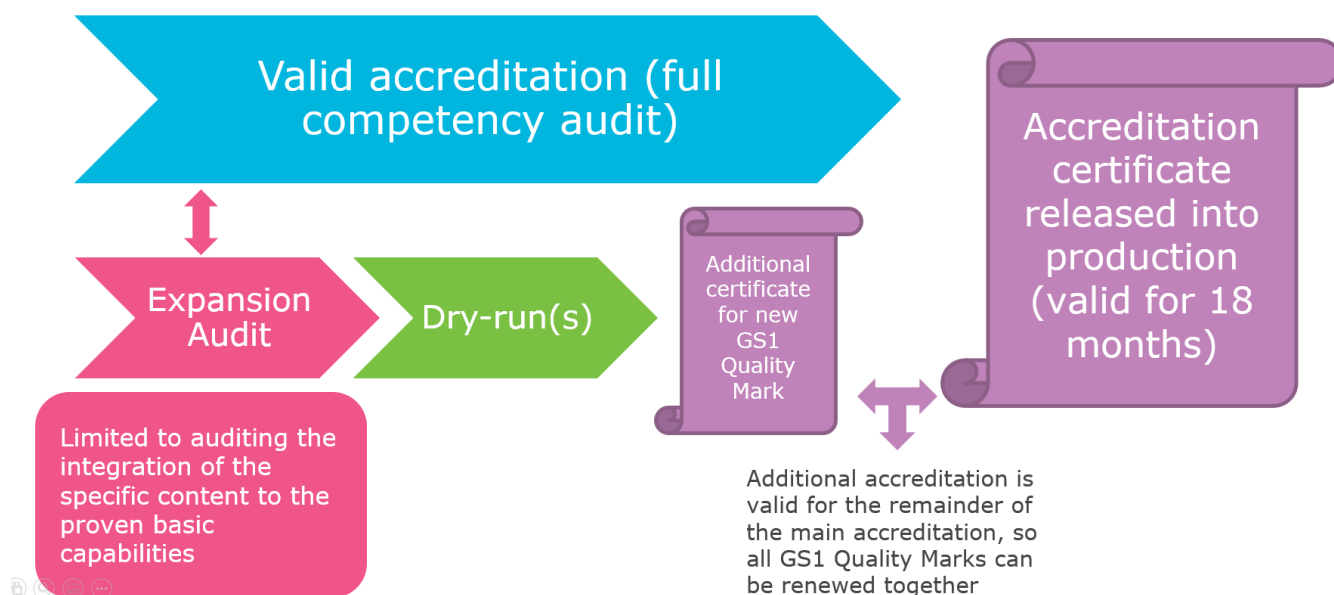 Valid accreditation (full
competency audit)
Accreditation
certificate
released into
production
(valid for 18
months)
Expansion
Audit
Dry-run(s)
Additional
certificate
for new
GS1
Quality
Mark
Limited to auditing the
integration of the
specific content to the
proven basic
capabilities
Additional accreditation is
valid for the remainder of
the main accreditation, so
all GS1 Quality Marks can
be renewed together